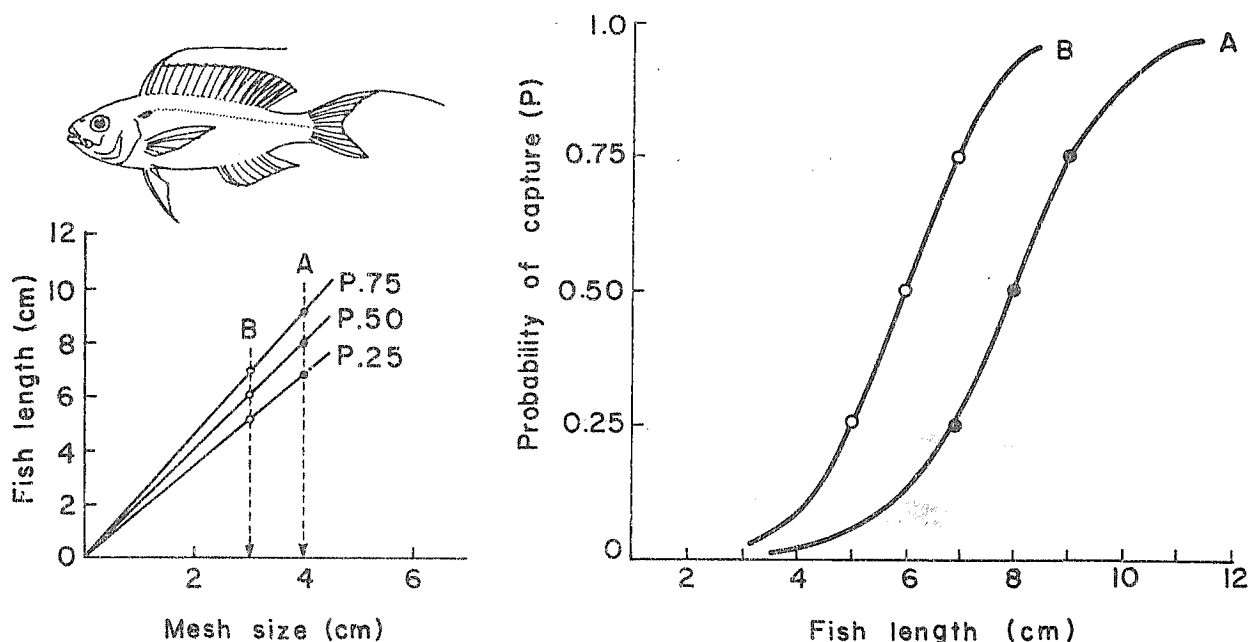 12
10
8
6
4
2
0
Fish length (cm)
B
A
P.75
P.50
P.25
2
4
6
Mesh size (cm)
1.0
0.75
0.50
0.25
0
Probability of capture (P)
B
A
2
4
6
8
10
12
Fish length (cm)